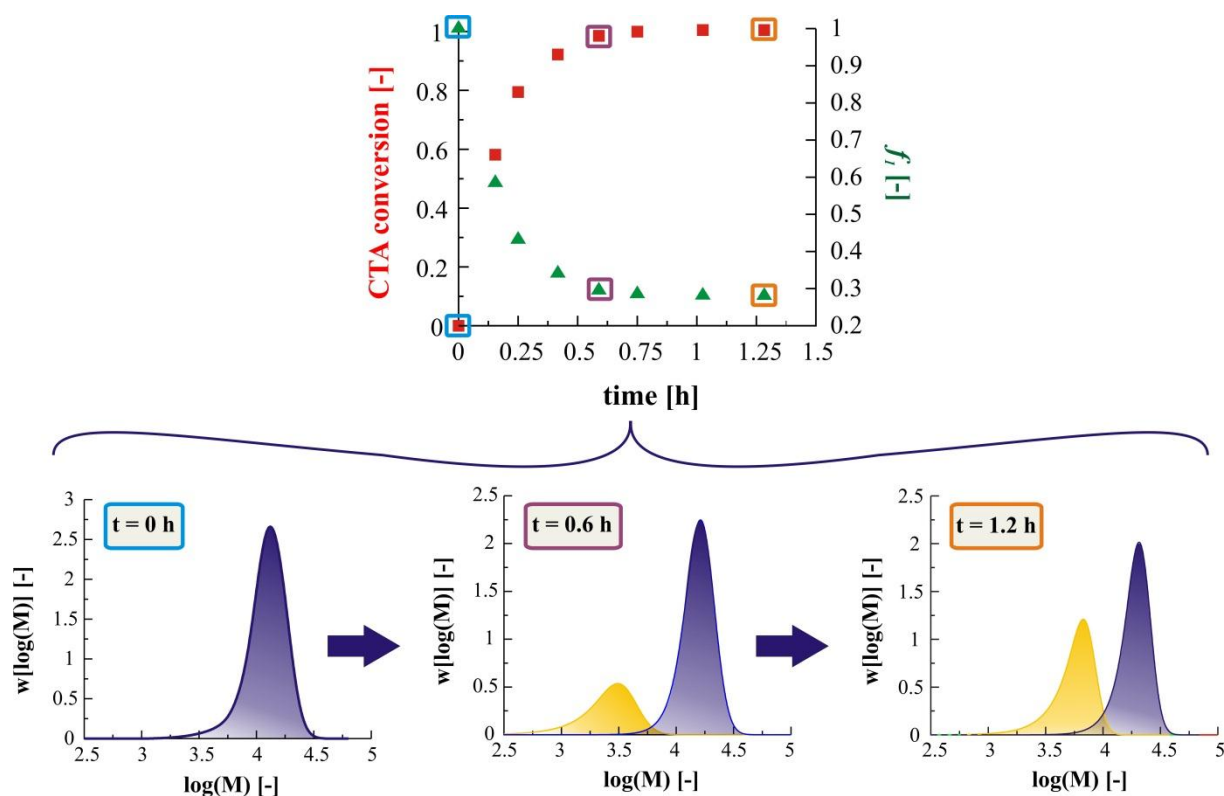 CTA conversion [-]
1
0.8
0.6
0.4
0.2
0
1
0.9
0.8
0.7
0.6
0.5
0.4
0.3
0.2
f_I [-]
0 0.25 0.5 0.75 1 1.25 1.5
time [h]
t = 0 h
w[log(M)] [-]
3
2.5
2
1.5
1
0.5
0
2.5 3 3.5 4 4.5 5
log(M) [-]
t = 0.6 h
w[log(M)] [-]
2.5
2
1.5
1
0.5
0
2.5 3 3.5 4 4.5 5
log(M) [-]
t = 1.2 h
w[log(M)] [-]
2.5
2
1.5
1
0.5
0
2.5 3 3.5 4 4.5 5
log(M) [-]